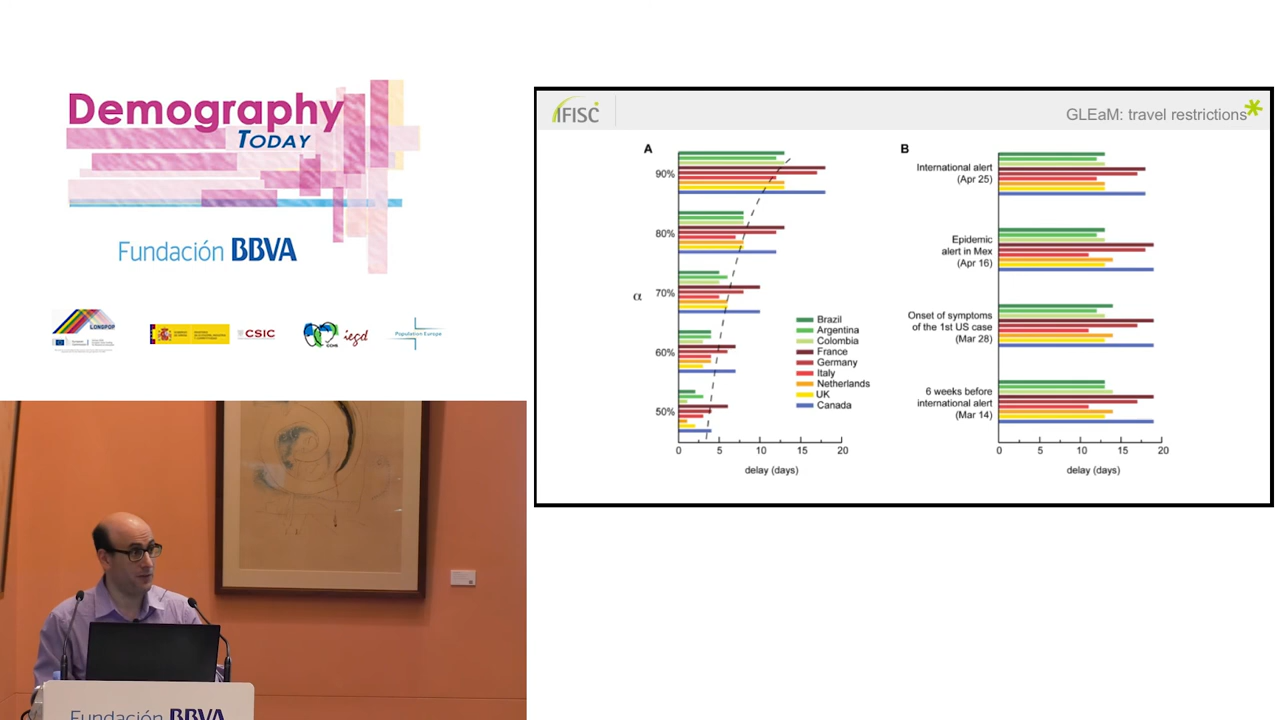 Demography
TODAY
Fundación BBVA
LONGPOP
CSIC
CCHS
iegd
Population Europe
Fundación BBVA
IFISC
GLEaM: travel restrictions
A
90%
80%
70%
60%
50%
α
0 5 10 15 20
delay (days)
Brazil
Argentina
Colombia
France
Germany
Italy
Netherlands
UK
Canada
B
International alert
(Apr 25)
Epidemic
alert in Mex
(Apr 16)
Onset of symptoms
of the 1st US case
(Mar 28)
6 weeks before
international alert
(Mar 14)
0 5 10 15 20
delay (days)